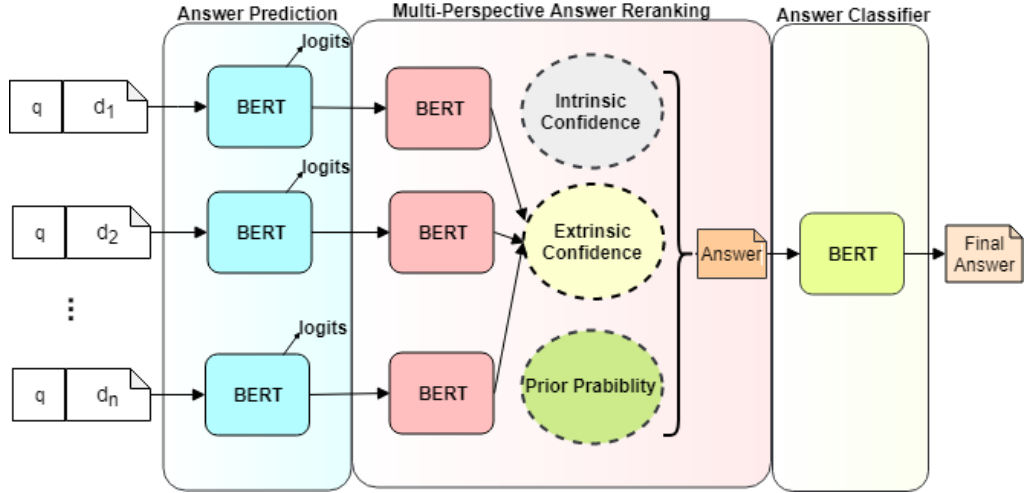 Answer Prediction
Multi-Perspective Answer Reranking
Answer Classifier
logits
q
d1
BERT
BERT
Intrinsic
Confidence
logits
q
d2
BERT
BERT
Extrinsic
Confidence
Answer
BERT
Final
Answer
logits
q
dn
BERT
BERT
Prior Prabiblity